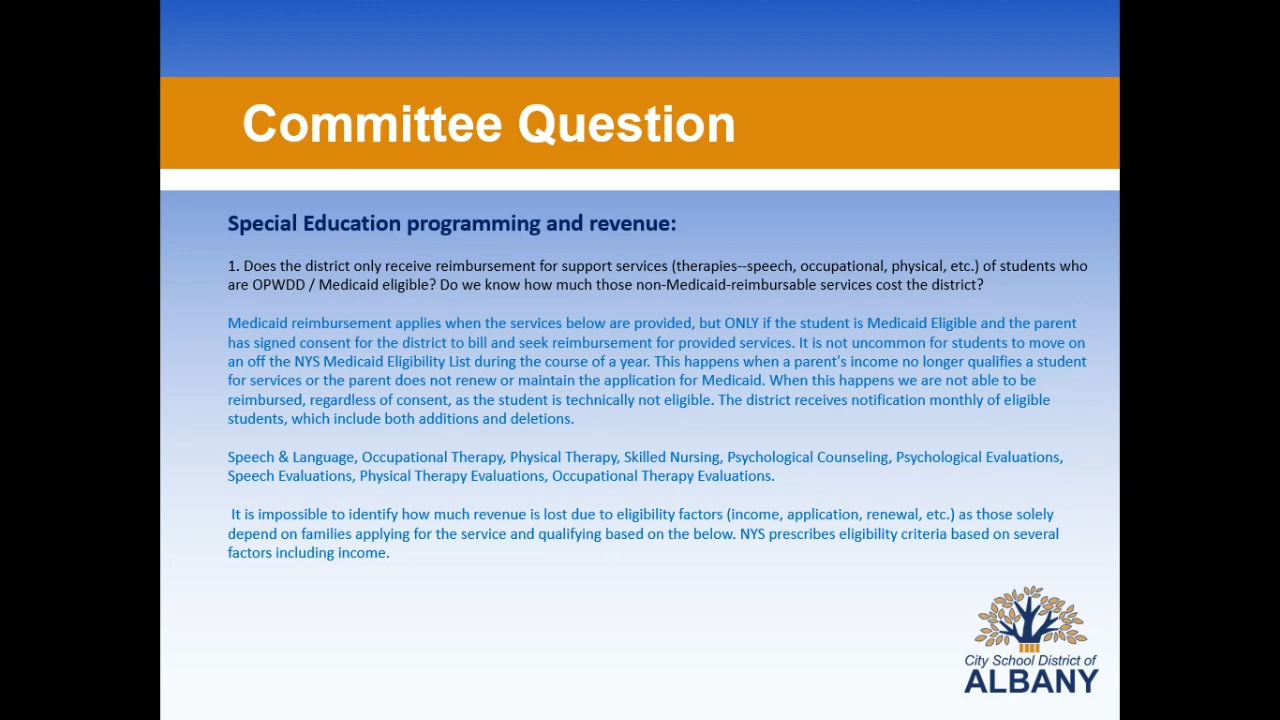 Committee Question
Special Education programming and revenue:
1. Does the district only receive reimbursement for support services (therapies--speech, occupational, physical, etc.) of students who
are OPWDD / Medicaid eligible? Do we know how much those non-Medicaid-reimbursable services cost the district?
Medicaid reimbursement applies when the services below are provided, but ONLY if the student is Medicaid Eligible and the parent
has signed consent for the district to bill and seek reimbursement for provided services. It is not uncommon for students to move on
an off the NYS Medicaid Eligibility List during the course of a year. This happens when a parent's income no longer qualifies a student
for services or the parent does not renew or maintain the application for Medicaid. When this happens we are not able to be
reimbursed, regardless of consent, as the student is technically not eligible. The district receives notification monthly of eligible
students, which include both additions and deletions.
Speech & Language, Occupational Therapy, Physical Therapy, Skilled Nursing, Psychological Counseling, Psychological Evaluations,
Speech Evaluations, Physical Therapy Evaluations, Occupational Therapy Evaluations.
It is impossible to identify how much revenue is lost due to eligibility factors (income, application, renewal, etc.) as those solely
depend on families applying for the service and qualifying based on the below. NYS prescribes eligibility criteria based on several
factors including income.
City School District of
ALBANY